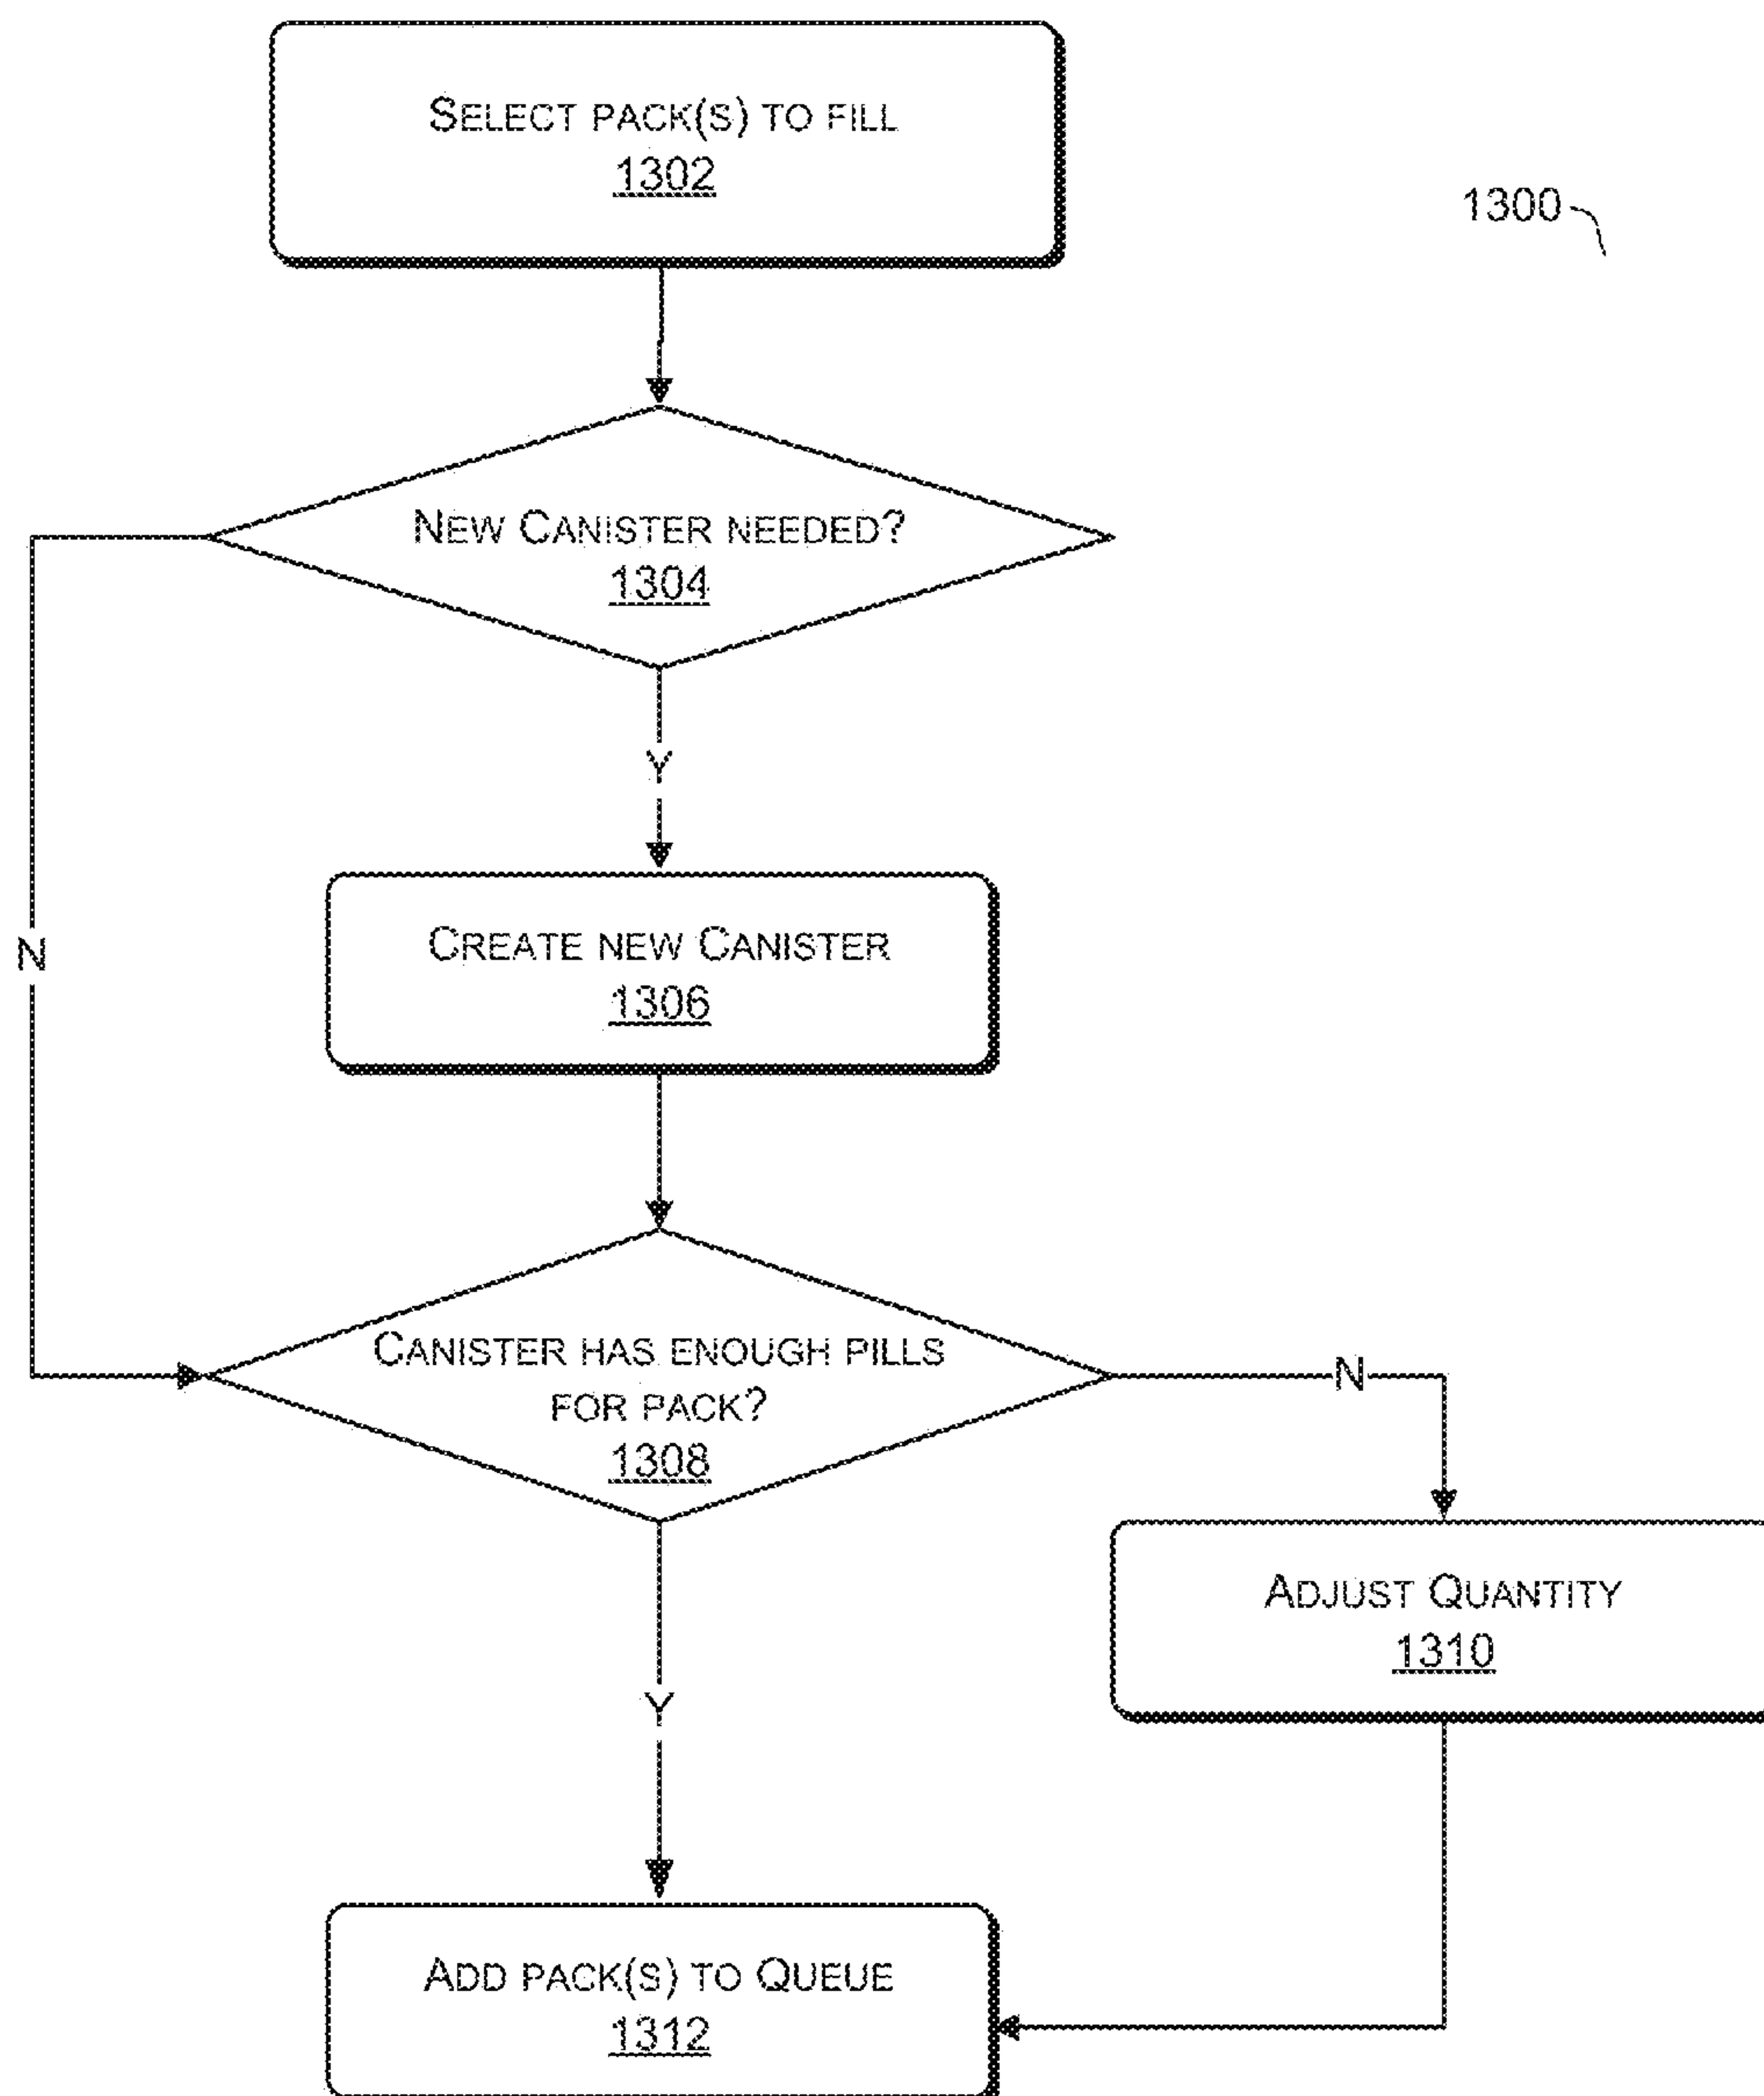 SELECT PACK(S) TO FILL
1302
1300
NEW CANISTER NEEDED?
1304
Y
N
CREATE NEW CANISTER
1306
CANISTER HAS ENOUGH PILLS
FOR PACK?
1308
N
ADJUST QUANTITY
1310
Y
ADD PACK(S) TO QUEUE
1312